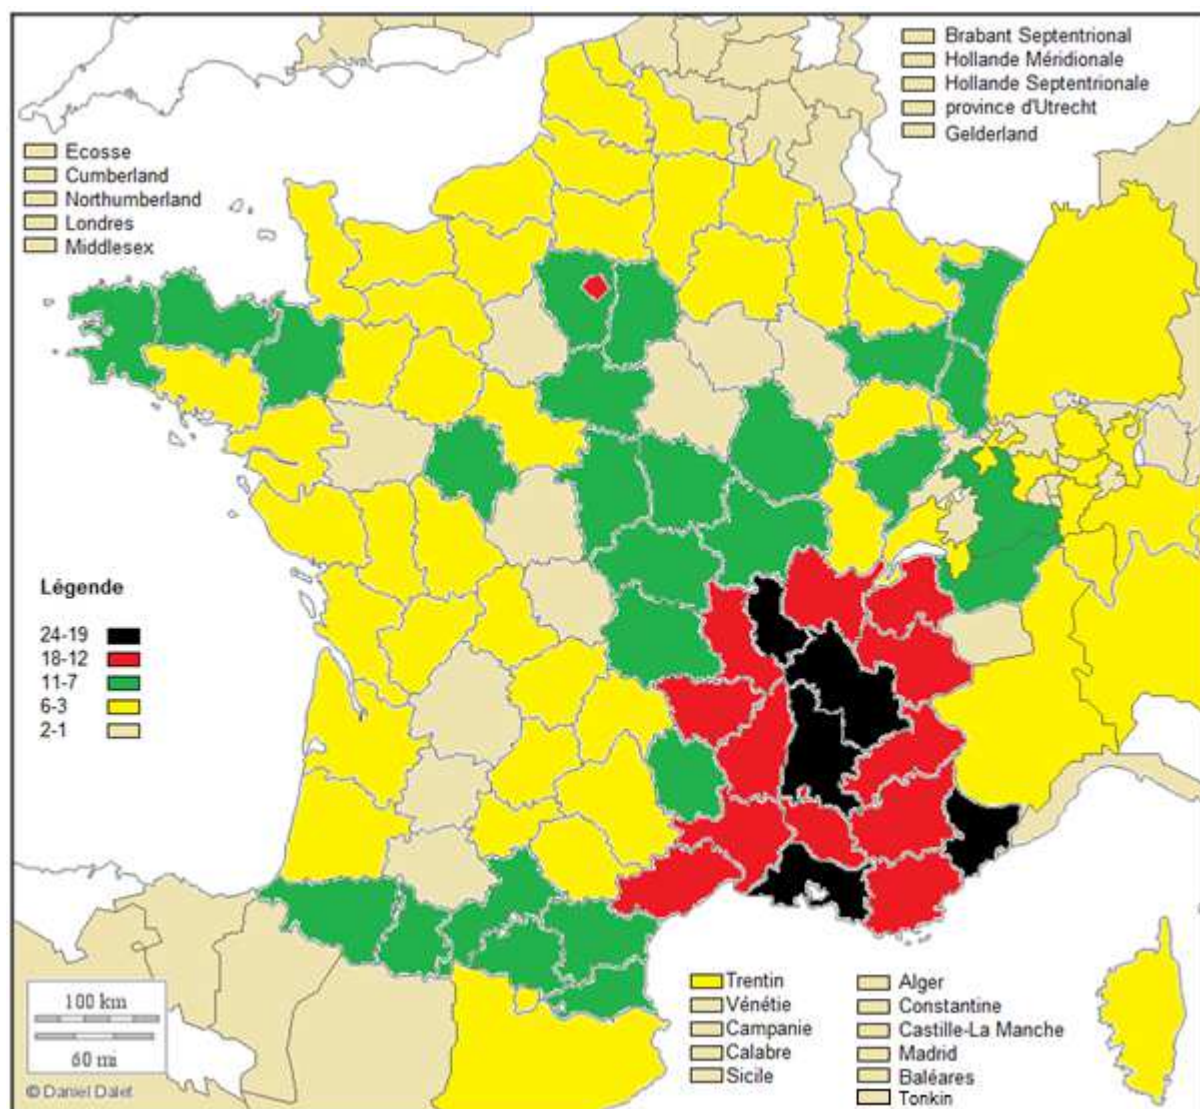 Brabant Septentrional
Hollande Méridionale
Hollande Septentrionale
province d'Utrecht
Gelderland
Ecosse
Cumberland
Northumberland
Londres
Middlesex
Légende
24-19
18-12
11-7
6-3
2-1
100 km
60 mi
© Daniel Dalet
Trentin
Vénétie
Campanie
Calabre
Sicile
Alger
Constantine
Castille-La Manche
Madrid
Baléares
Tonkin